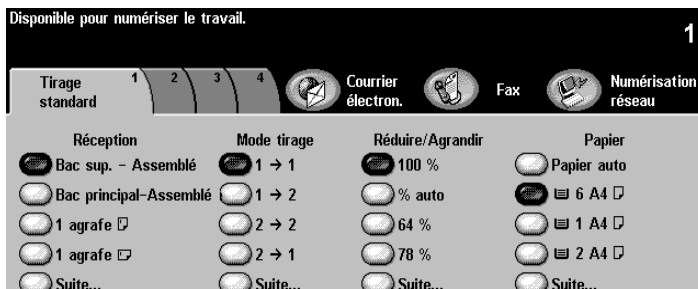 Disponible pour numériser le travail.
1
Tirage standard
1
2
3
4
Courrier électron.
Fax
Numérisation réseau
Réception
Mode tirage
Réduire/Agrandir
Papier
Bac sup. - Assemblé
1 → 1
100 %
Papier auto
Bac principal-Assemblé
1 → 2
% auto
6 A4
1 agrafe
2 → 2
64 %
1 A4
1 agrafe
2 → 1
78 %
2 A4
Suite...
Suite...
Suite...
Suite...